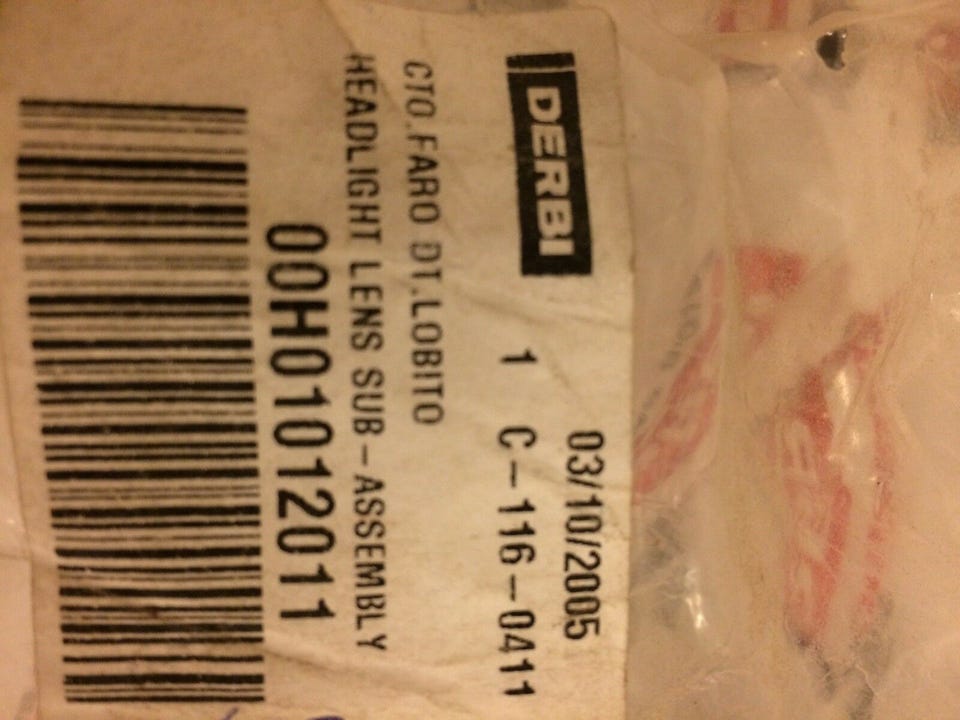 DERBI
03/10/2005
1 C-116-0411
CTO.FARO DT.LOBITO
HEADLIGHT LENS SUB-ASSEMBLY
00H01012011